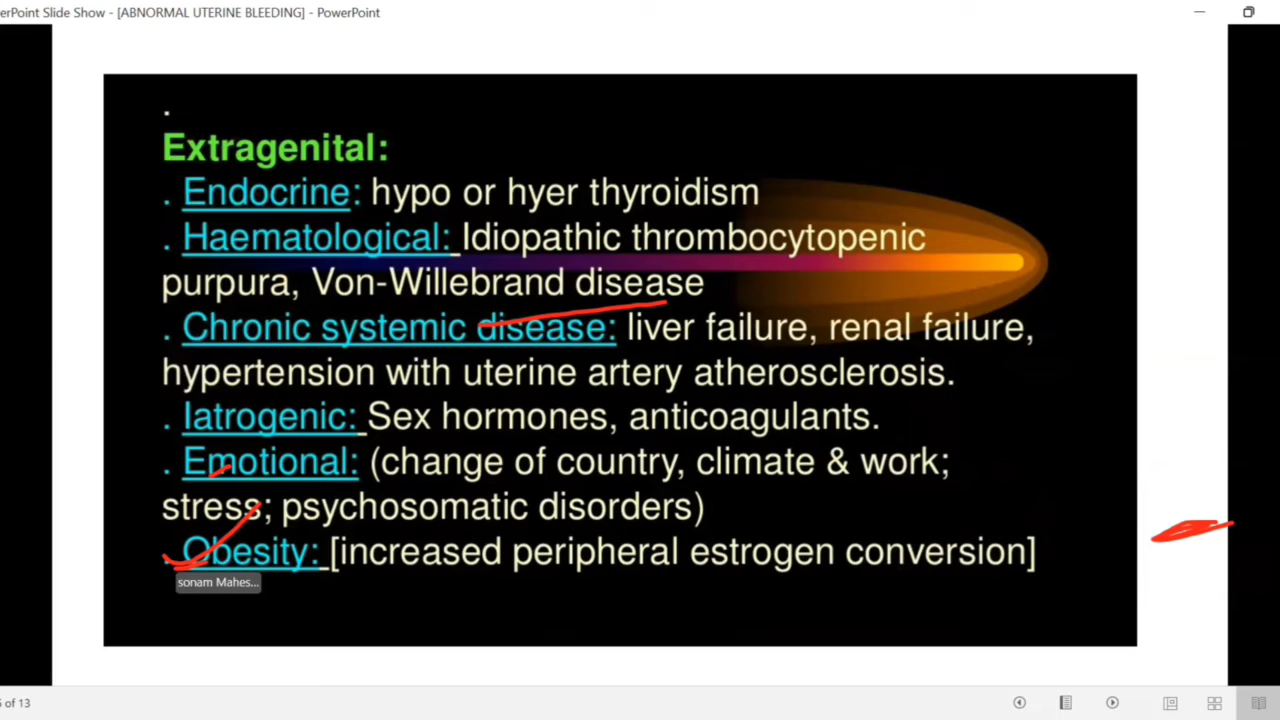 erPoint Slide Show - [ABNORMAL UTERINE BLEEDING] - PowerPoint
.
Extragenital:
. Endocrine: hypo or hyer thyroidism
. Haematological: Idiopathic thrombocytopenic
purpura, Von-Willebrand disease
. Chronic systemic disease: liver failure, renal failure,
hypertension with uterine artery atherosclerosis.
. Iatrogenic: Sex hormones, anticoagulants.
. Emotional: (change of country, climate & work;
stress; psychosomatic disorders)
. Obesity: [increased peripheral estrogen conversion]
sonam Mahes...
of 13